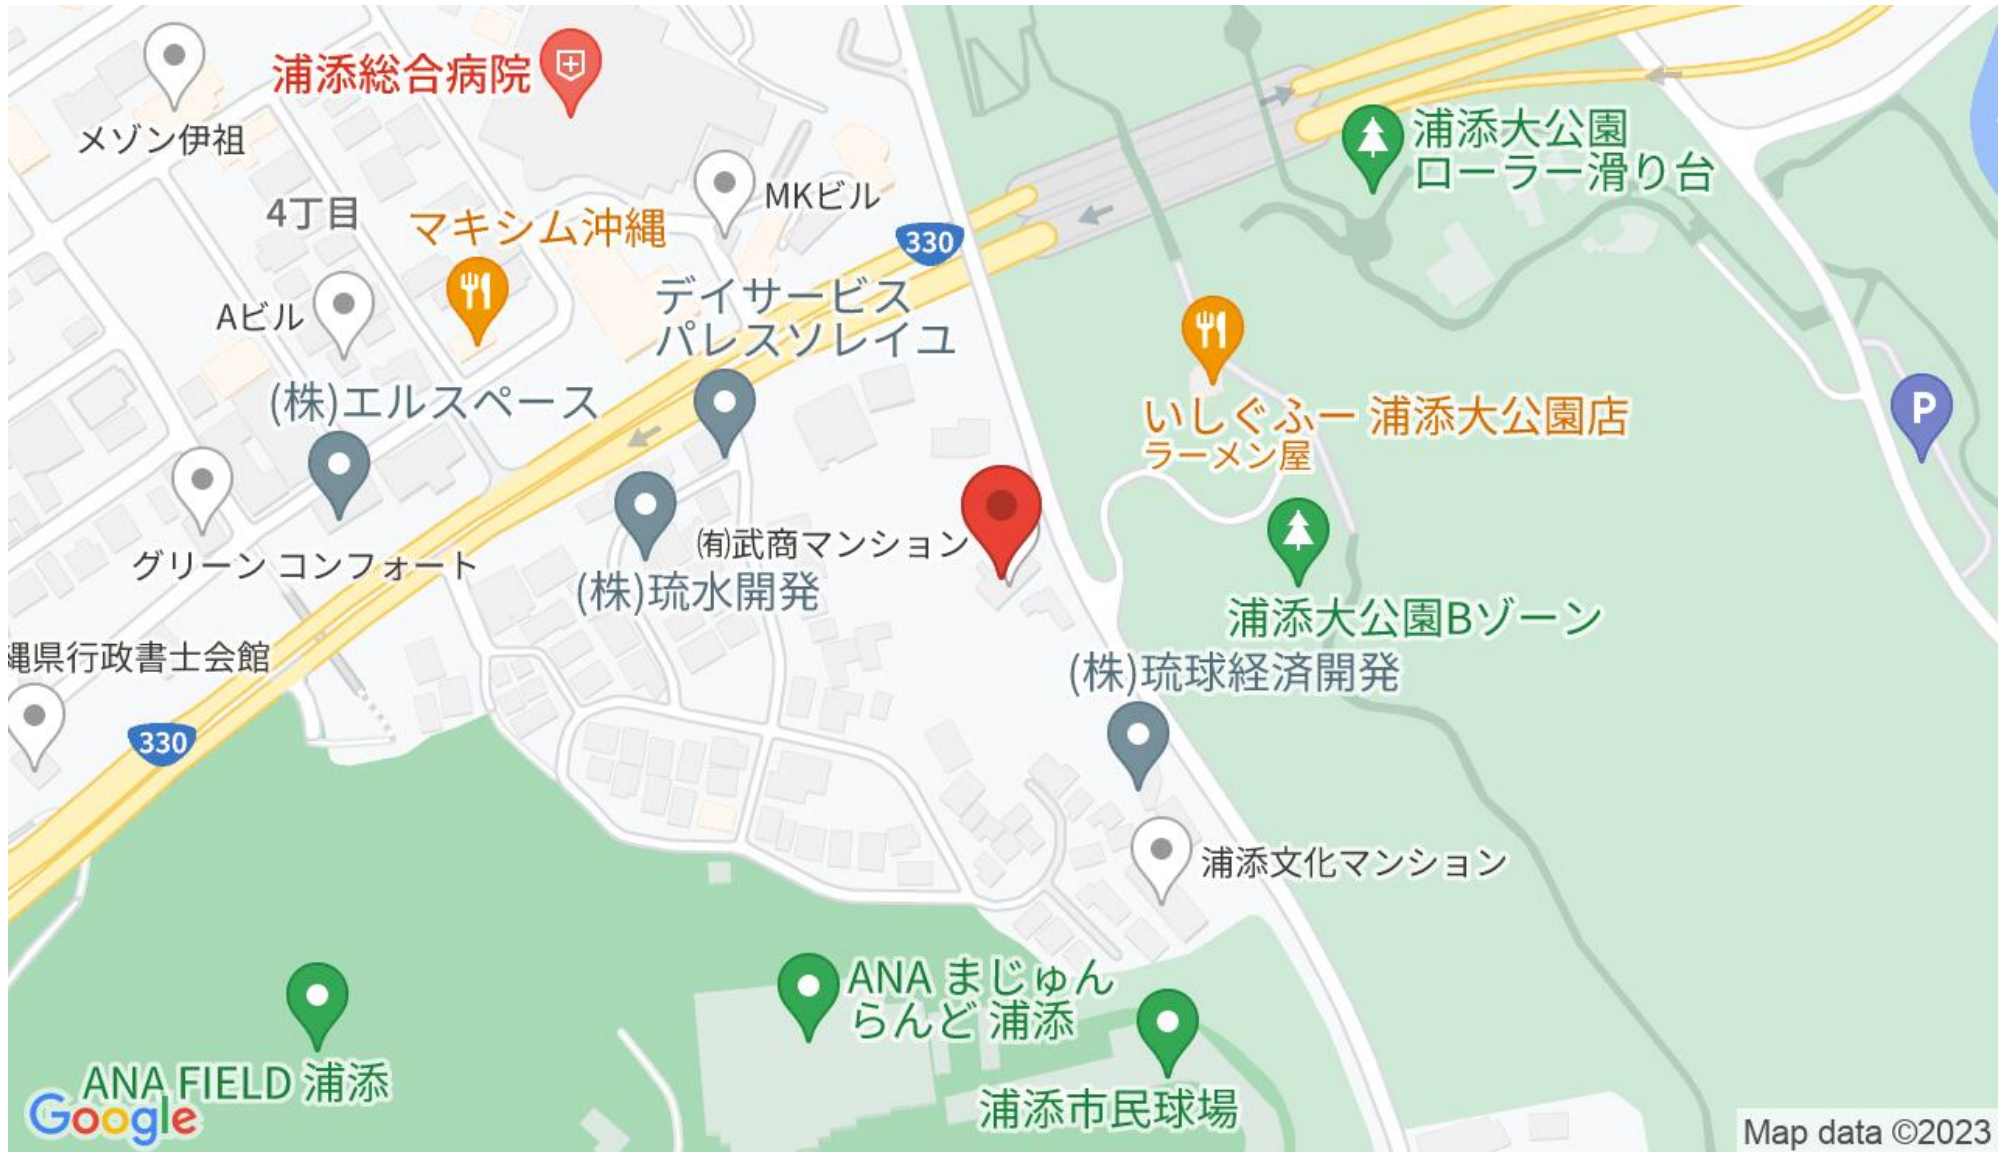 浦添総合病院
メゾン伊祖
4丁目
マキシム沖縄
MKビル
330
浦添大公園
ローラー滑り台
デイサービス
パレスソレイユ
Aビル
(株)エルスペース
いしぐふー 浦添大公園店
ラーメン屋
P
グリーン コンフォート
㈲武商マンション
(株)琉水開発
浦添大公園Bゾーン
縄県行政書士会館
(株)琉球経済開発
330
浦添文化マンション
ANA まじゅん
らんど 浦添
ANA FIELD 浦添
浦添市民球場
Google
Map data ©2023